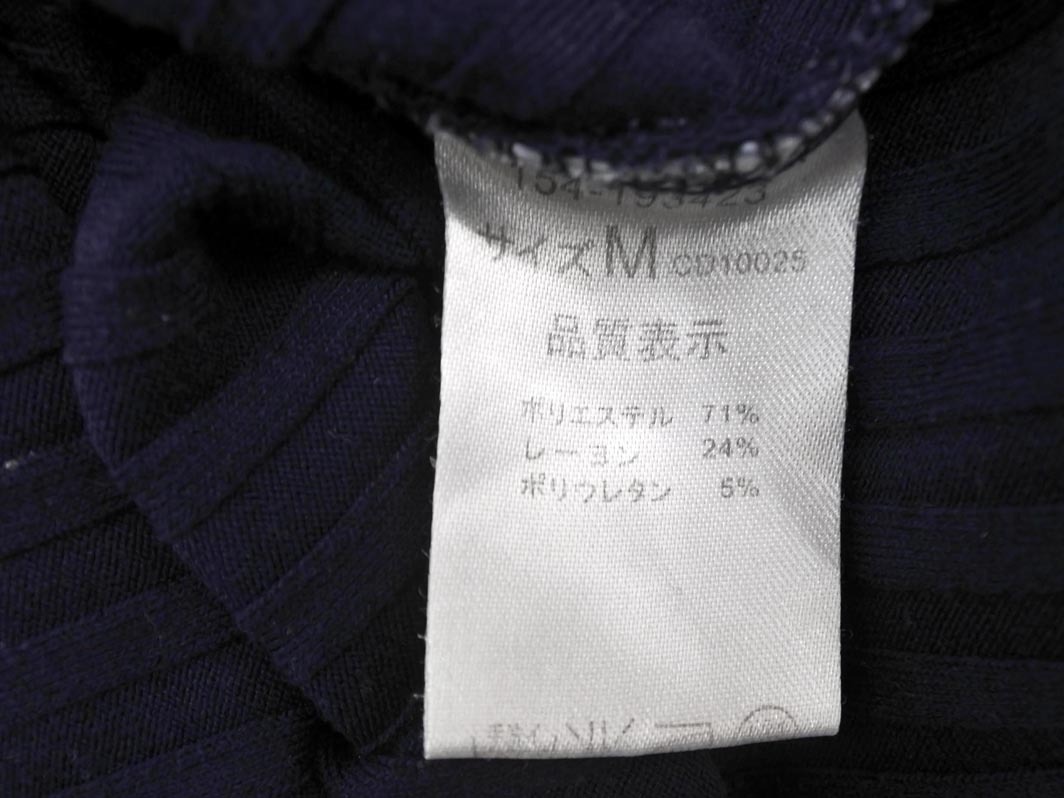 154-193423
サイズ M CD10025
品質表示
ポリエステル 71%
レーヨン 24%
ポリウレタン 5%